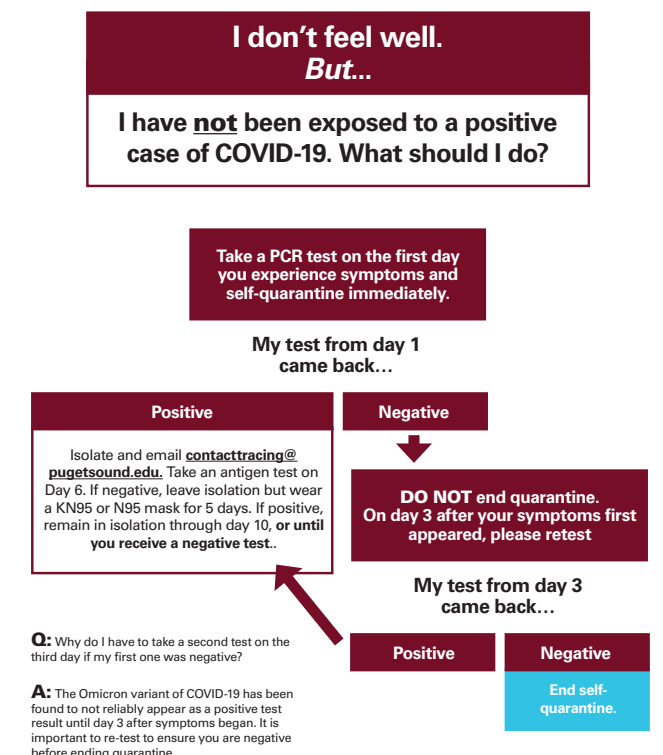 I don't feel well.
But...
I have not been exposed to a positive
case of COVID-19. What should I do?
Take a PCR test on the first day
you experience symptoms and
self-quarantine immediately.
My test from day 1
came back…
Positive
Isolate and email contacttracing@
pugetsound.edu. Take an antigen test on
Day 6. If negative, leave isolation but wear
a KN95 or N95 mask for 5 days. If positive,
remain in isolation through day 10, or until
you receive a negative test..
Negative
DO NOT end quarantine.
On day 3 after your symptoms first
appeared, please retest
My test from day 3
came back…
Positive
Negative
End self-
quarantine.
Q: Why do I have to take a second test on the
third day if my first one was negative?
A: The Omicron variant of COVID-19 has been
found to not reliably appear as a positive test
result until day 3 after symptoms began. It is
important to re-test to ensure you are negative
before ending quarantine